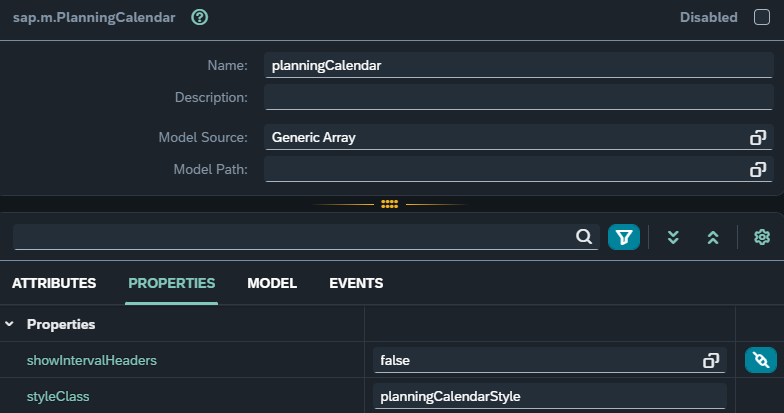 sap.m.PlanningCalendar ? Disabled
Name: planningCalendar
Description:
Model Source: Generic Array
Model Path:
ATTRIBUTES PROPERTIES MODEL EVENTS
Properties
showIntervalHeaders false
styleClass planningCalendarStyle